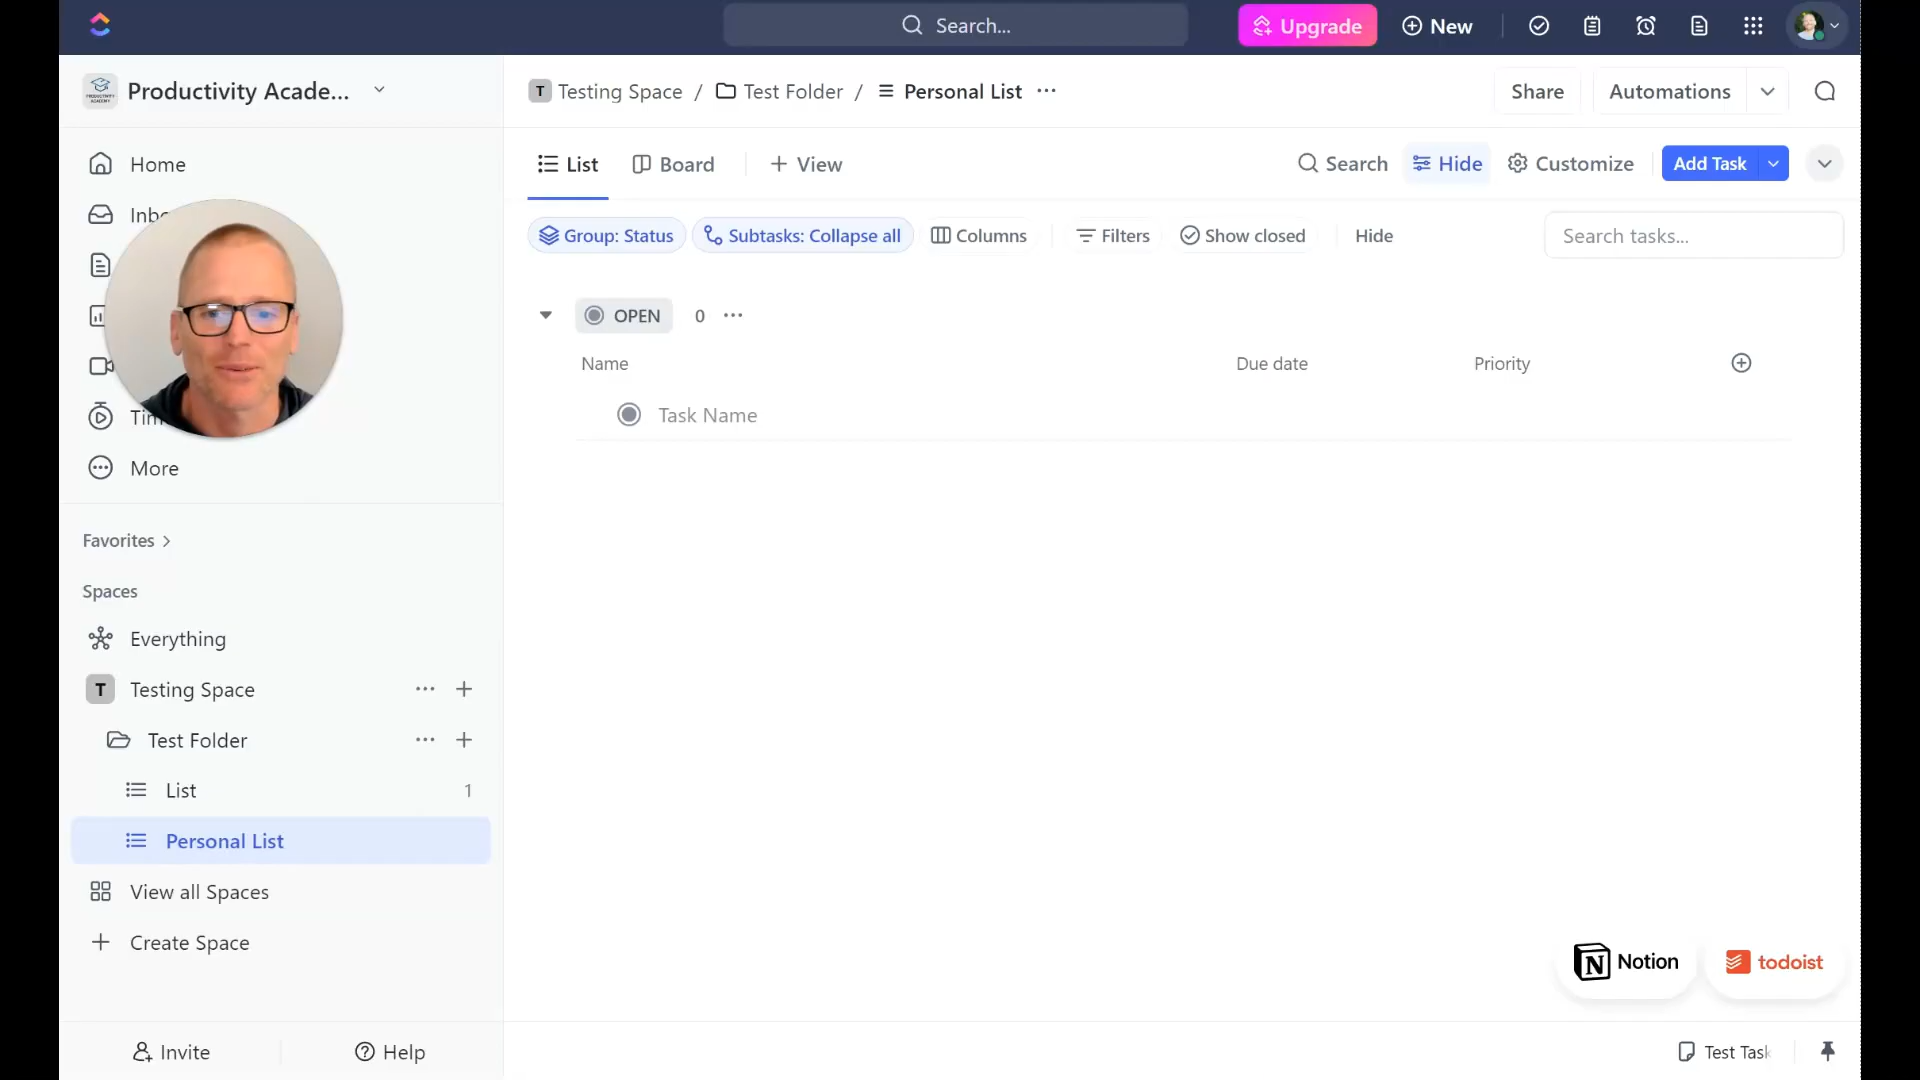 Search...
Upgrade
New
Productivity Acade...
T Testing Space / Test Folder / Personal List ...
Share
Automations
Home
List
Board
+ View
Search
Hide
Customize
Add Task
Group: Status
Subtasks: Collapse all
Columns
Filters
Show closed
Hide
Search tasks...
OPEN 0 ...
Name
Due date
Priority
Task Name
More
Favorites
Spaces
Everything
T Testing Space
Test Folder
List 1
Personal List
View all Spaces
+ Create Space
Notion
todoist
Invite
Help
Test Task